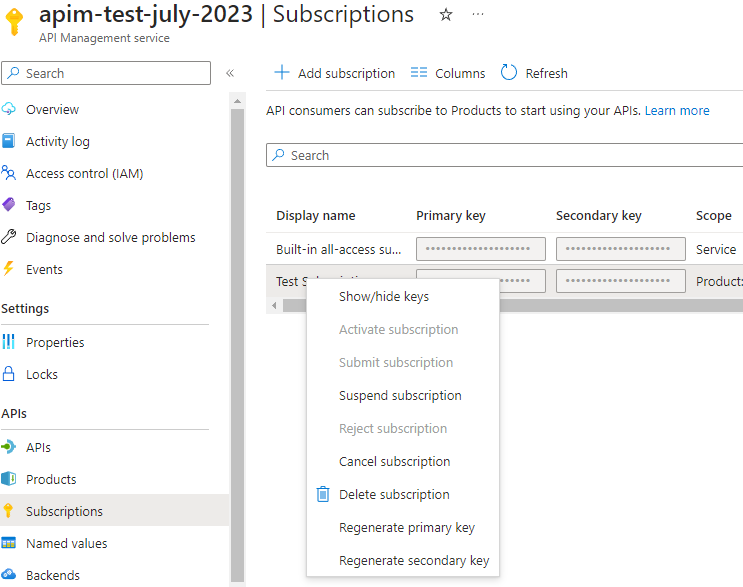 apim-test-july-2023 | Subscriptions
API Management service
Search
Add subscription Columns Refresh
Overview
API consumers can subscribe to Products to start using your APIs. Learn more
Activity log
Search
Access control (IAM)
Tags
Display name Primary key Secondary key Scope
Diagnose and solve problems
Built-in all-access su... Service
Events
Test
Show/hide keys
Settings
Activate subscription
Properties
Submit subscription
Locks
Suspend subscription
APIs
Reject subscription
APIs
Cancel subscription
Products
Delete subscription
Subscriptions
Regenerate primary key
Named values
Regenerate secondary key
Backends